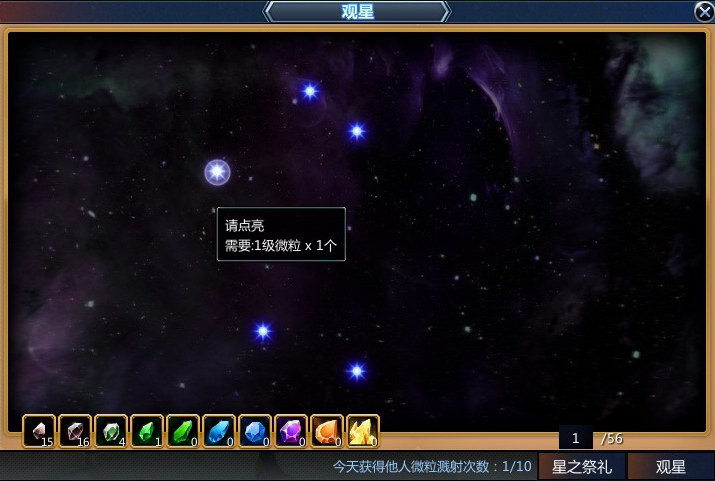 观星
请点亮
需要:1级微粒 x 1个
15 16 4 1 0 0 0 0 0 0
1 /56
今天获得他人微粒溅射次数：1/10 星之祭礼 观星